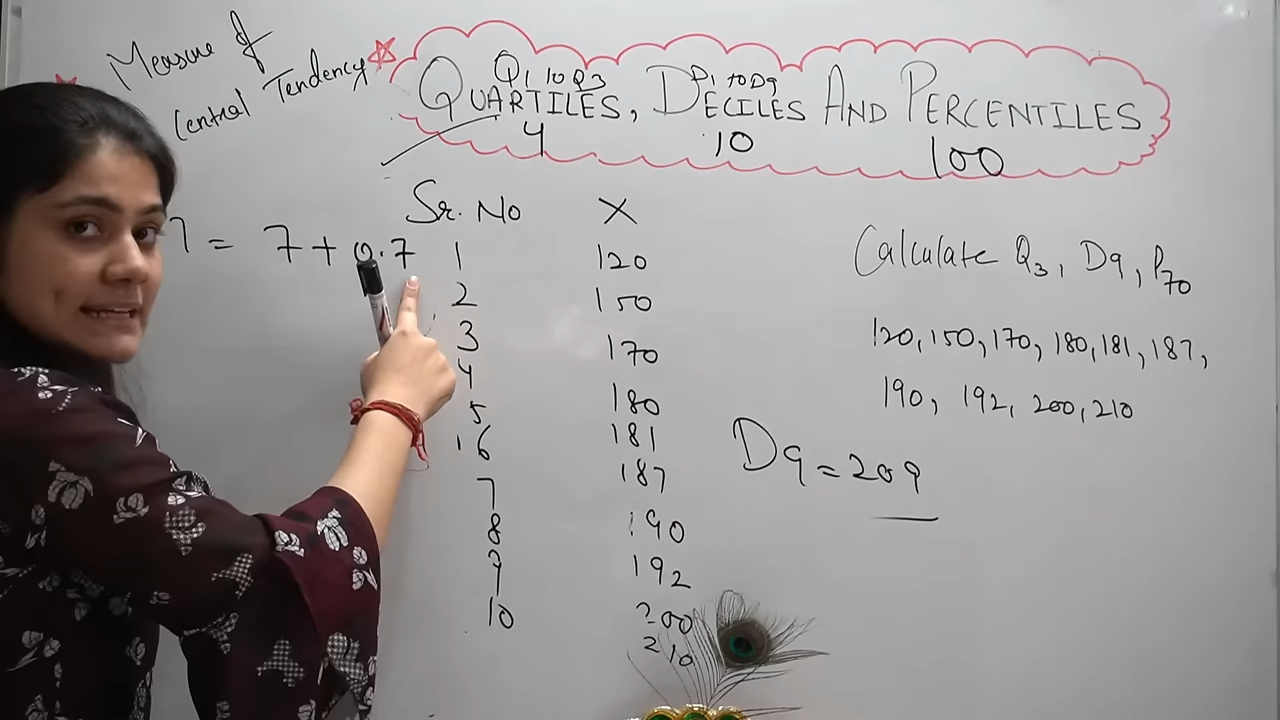 Measure of
Central Tendency
Q1 to Q3 D1 to D9
QUARTILES, DECILES AND PERCENTILES
4 10 100
Sr. No X
7 = 7 + 0.7
1 120
2 150
3 170
4 180
5 181
6 187
7 190
8 192
9 200
10 210
Calculate Q3, D9, P70
120, 150, 170, 180, 181, 187,
190, 192, 200, 210
D9 = 209